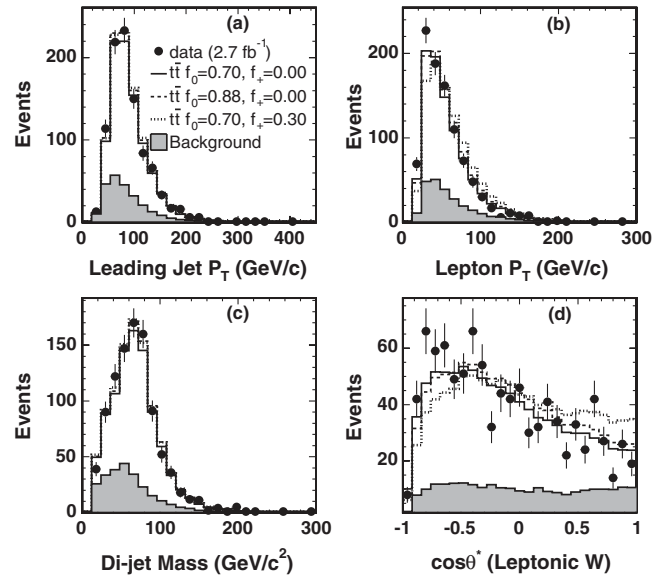 (a)
data (2.7 fb⁻¹)
tt̄ f₀=0.70, f₊=0.00
tt̄ f₀=0.88, f₊=0.00
tt̄ f₀=0.70, f₊=0.30
Background
Events
200
100
0
0 100 200 300 400
Leading Jet P_T (GeV/c)
(b)
Events
200
100
0
0 100 200 300
Lepton P_T (GeV/c)
(c)
Events
150
100
50
0
0 100 200 300
Di-jet Mass (GeV/c²)
(d)
Events
60
40
20
-1 -0.5 0 0.5 1
cosθ* (Leptonic W)